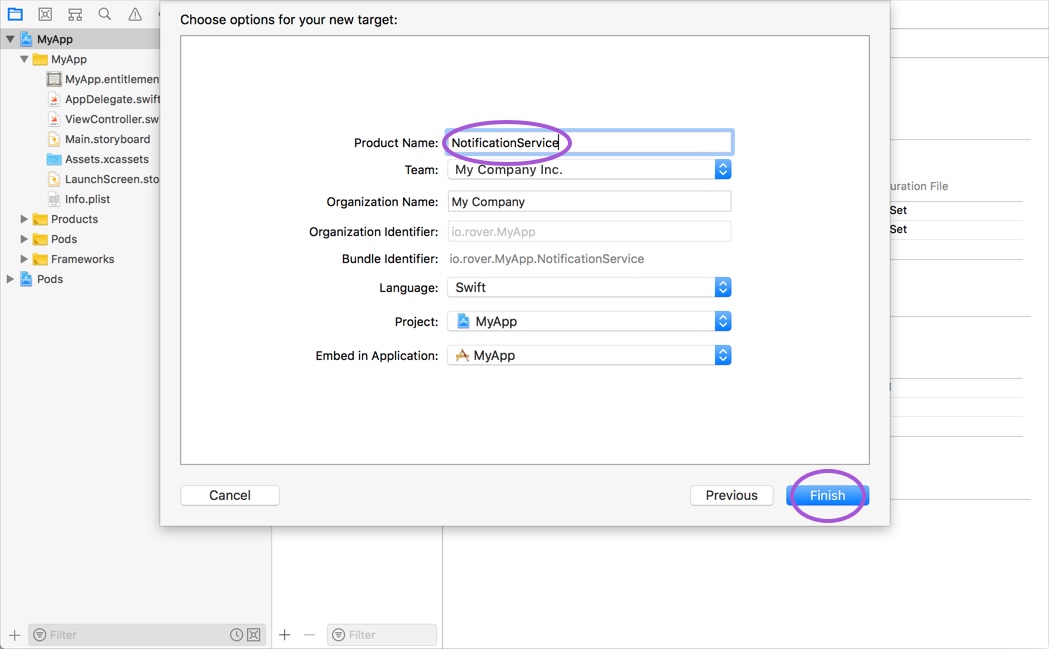 Choose options for your new target:
MyApp
MyApp
MyApp.entitlemen
AppDelegate.swift
ViewController.sw
Main.storyboard
Assets.xcassets
LaunchScreen.sto
Info.plist
Products
Pods
Frameworks
Pods
Product Name: NotificationService
Team: My Company Inc.
Organization Name: My Company
Organization Identifier: io.rover.MyApp
Bundle Identifier: io.rover.MyApp.NotificationService
Language: Swift
Project: MyApp
Embed in Application: MyApp
Cancel
Previous
Finish
uration File
Set
Set
Filter
Filter